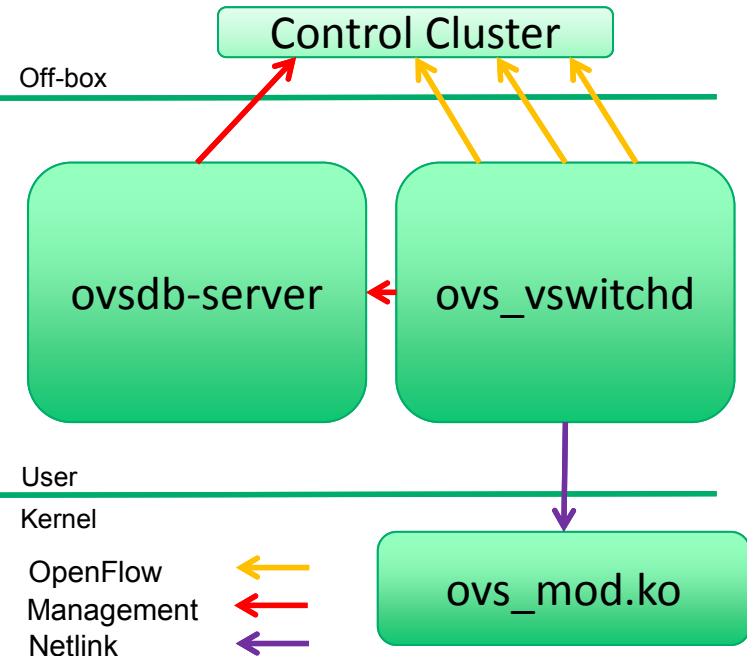 Control Cluster
Off-box
ovsdb-server
ovs_vswitchd
User
Kernel
ovs_mod.ko
OpenFlow
Management
Netlink